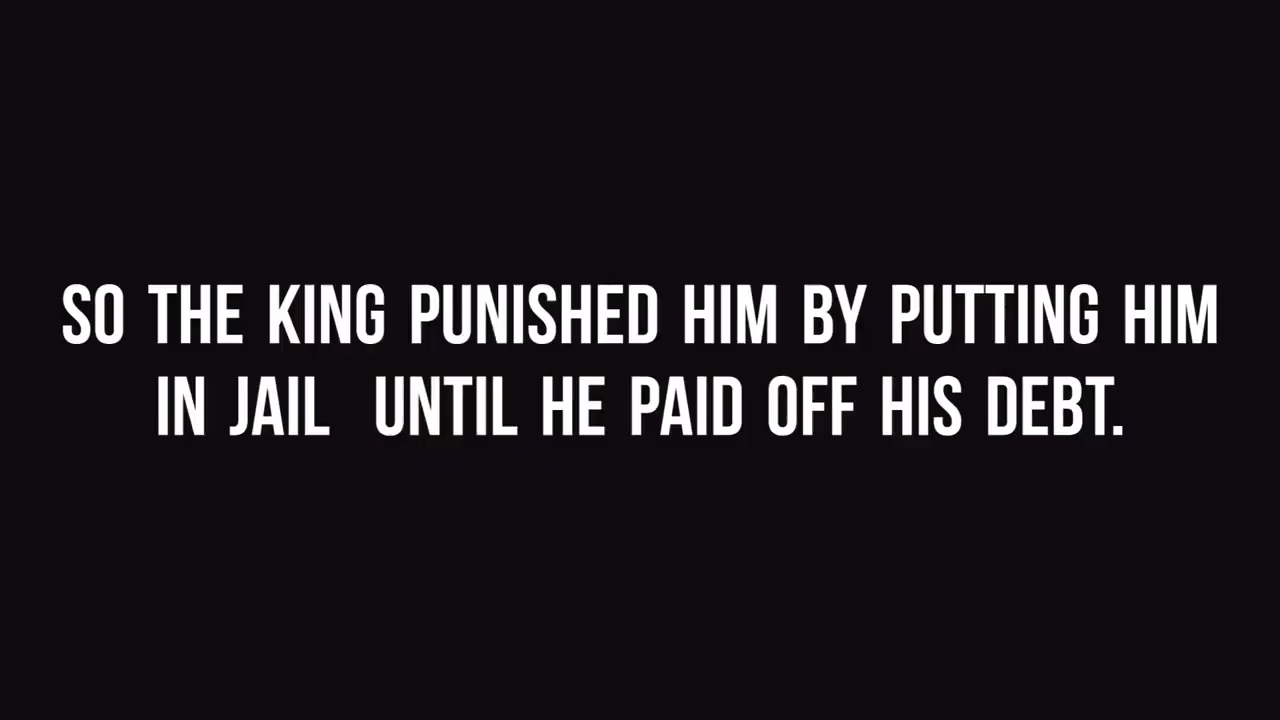 SO THE KING PUNISHED HIM BY PUTTING HIM
IN JAIL  UNTIL HE PAID OFF HIS DEBT.